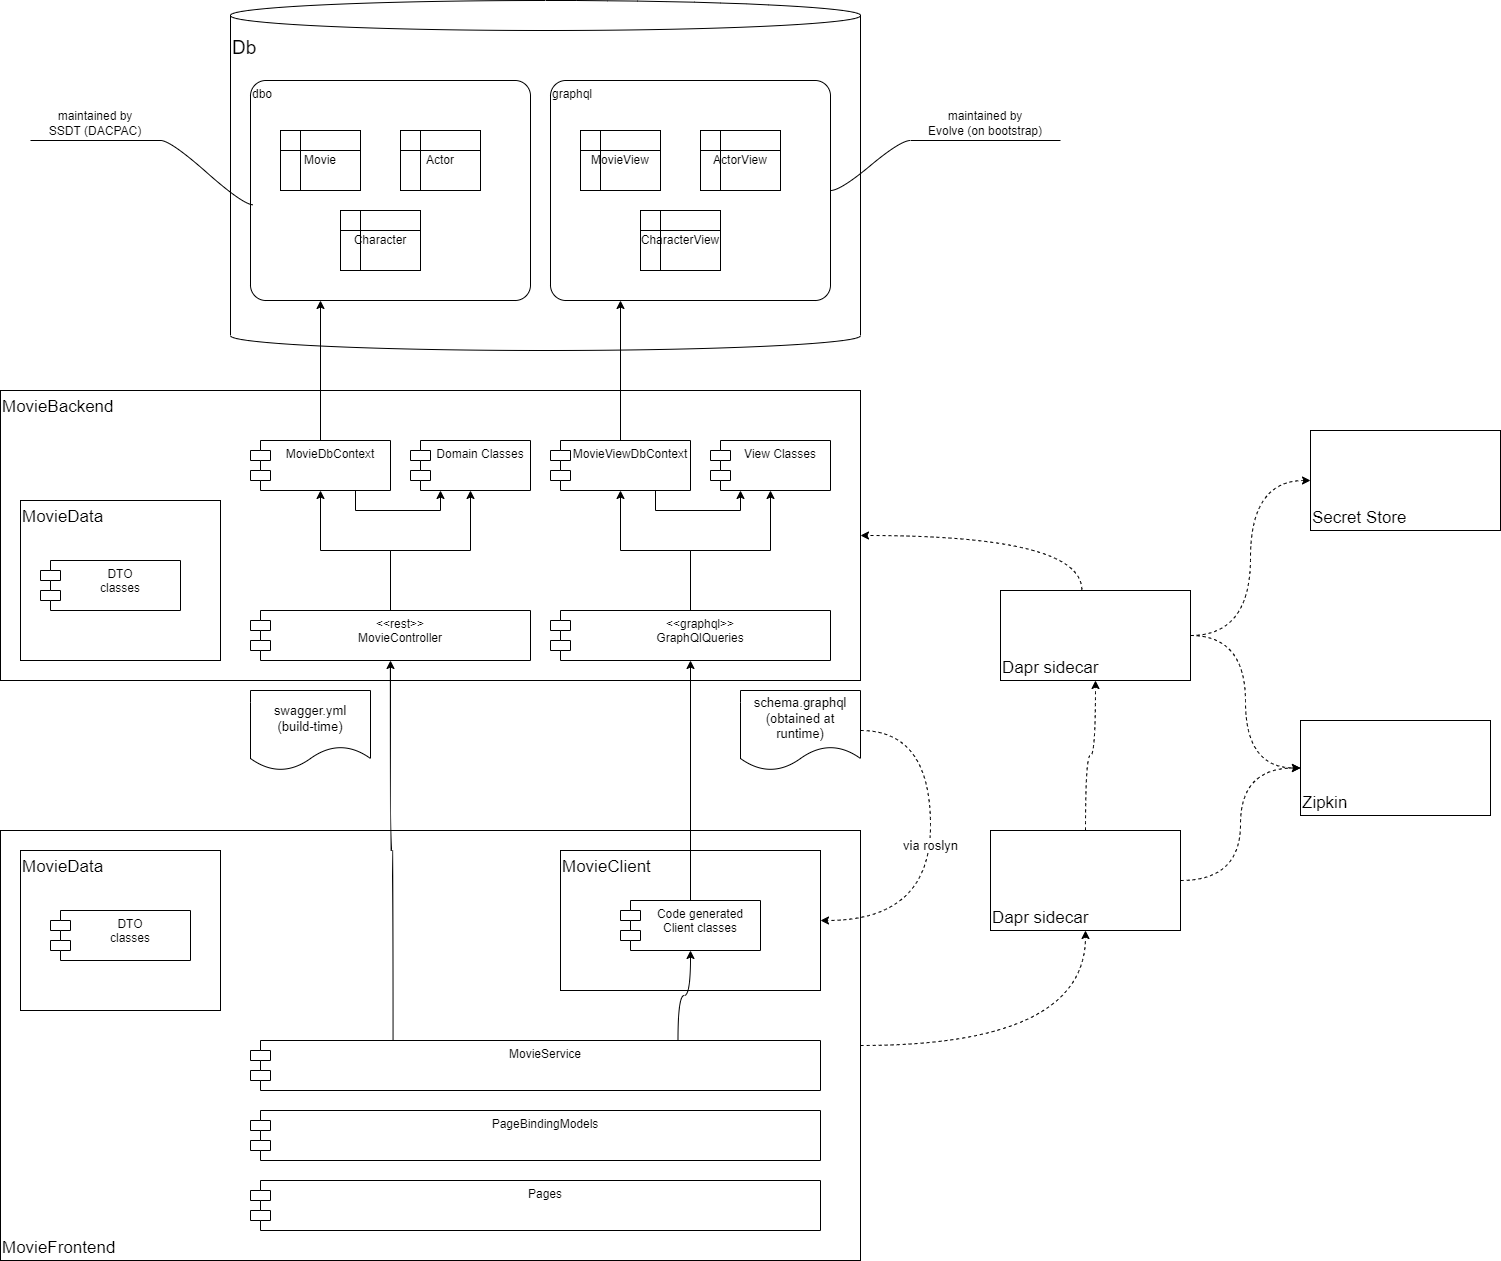 Db
dbo
graphql
maintained by
SSDT (DACPAC)
maintained by
Evolve (on bootstrap)
Movie
Actor
MovieView
ActorView
Character
CharacterView
MovieBackend
MovieDbContext
Domain Classes
MovieViewDbContext
View Classes
MovieData
DTO
classes
<<rest>>
MovieController
<<graphql>>
GraphQlQueries
Secret Store
Dapr sidecar
swagger.yml
(build-time)
schema.graphql
(obtained at
runtime)
Zipkin
via roslyn
MovieData
DTO
classes
MovieClient
Code generated
Client classes
Dapr sidecar
MovieService
PageBindingModels
Pages
MovieFrontend